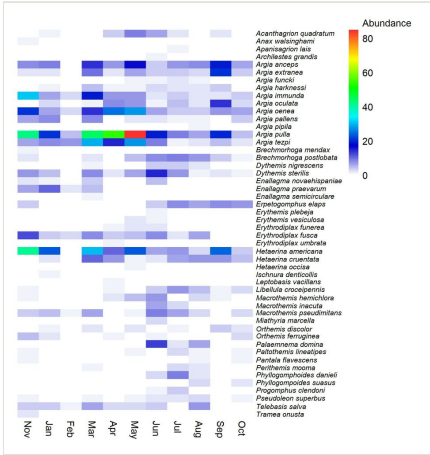 Abundance
80
60
40
20
0
Acanthagrion quadratum
Anax walsinghami
Apanisagrion lais
Archilestes grandis
Argia anceps
Argia extranea
Argia funcki
Argia harknessi
Argia immunda
Argia oculata
Argia oenea
Argia pallens
Argia pipila
Argia pulla
Argia tezpi
Brechmorhoga mendax
Brechmorhoga postlobata
Dythemis nigrescens
Dythemis sterilis
Enallagma novaehispaniae
Enallagma praevarum
Enallagma semicirculare
Erpetogomphus elaps
Erythemis plebeja
Erythemis vesiculosa
Erythrodiplax funerea
Erythrodiplax fusca
Erythrodiplax umbrata
Hetaerina americana
Hetaerina cruentata
Hetaerina occisa
Ischnura denticollis
Leptobasis vacillans
Libellula croceipennis
Macrothemis hemichlora
Macrothemis inacuta
Macrothemis pseudimitans
Miathyria marcella
Orthemis discolor
Orthemis ferruginea
Palaemnema domina
Paltothemis lineatipes
Pantala flavescens
Perithemis mooma
Phyllogomphoides danieli
Phyllogompoides suasus
Progomphus clendoni
Pseudoleon superbus
Telebasis salva
Tramea onusta
Nov
Jan
Feb
Mar
Apr
May
Jun
Jul
Aug
Sep
Oct